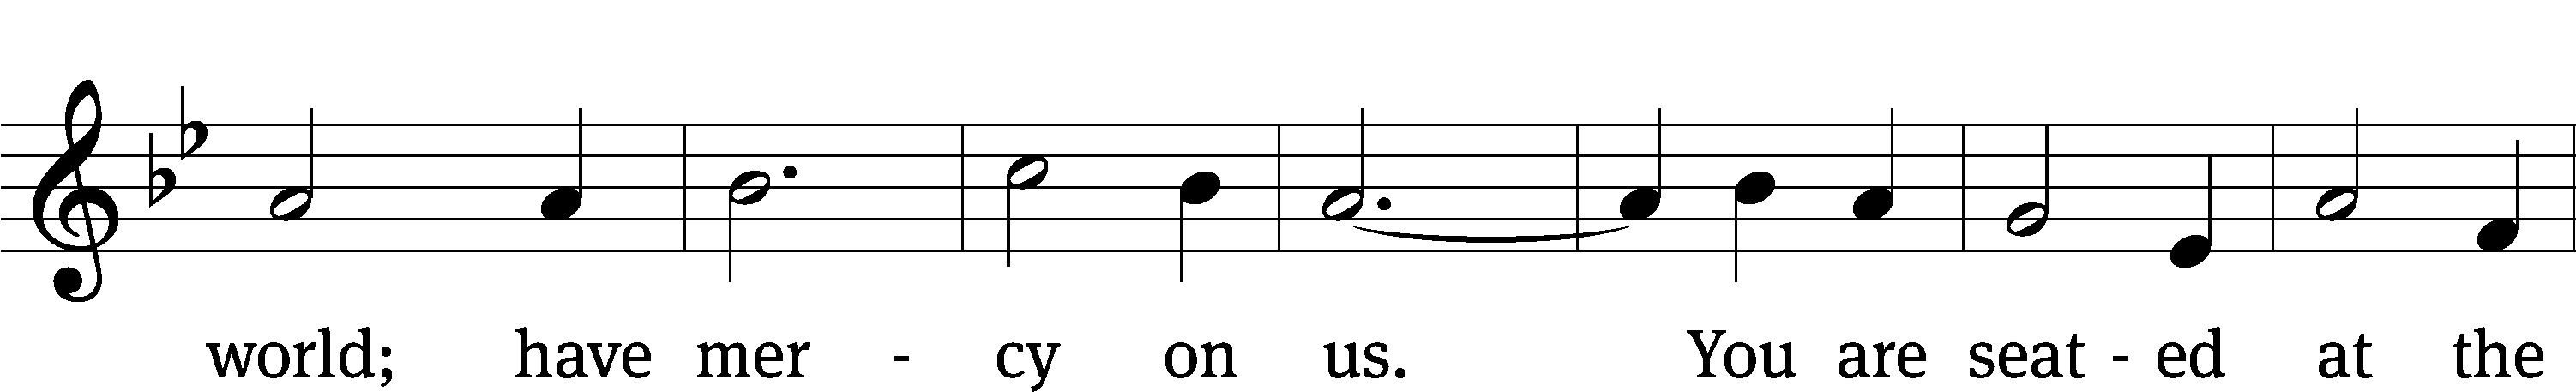 world; have mer - cy on us. You are seat - ed at the